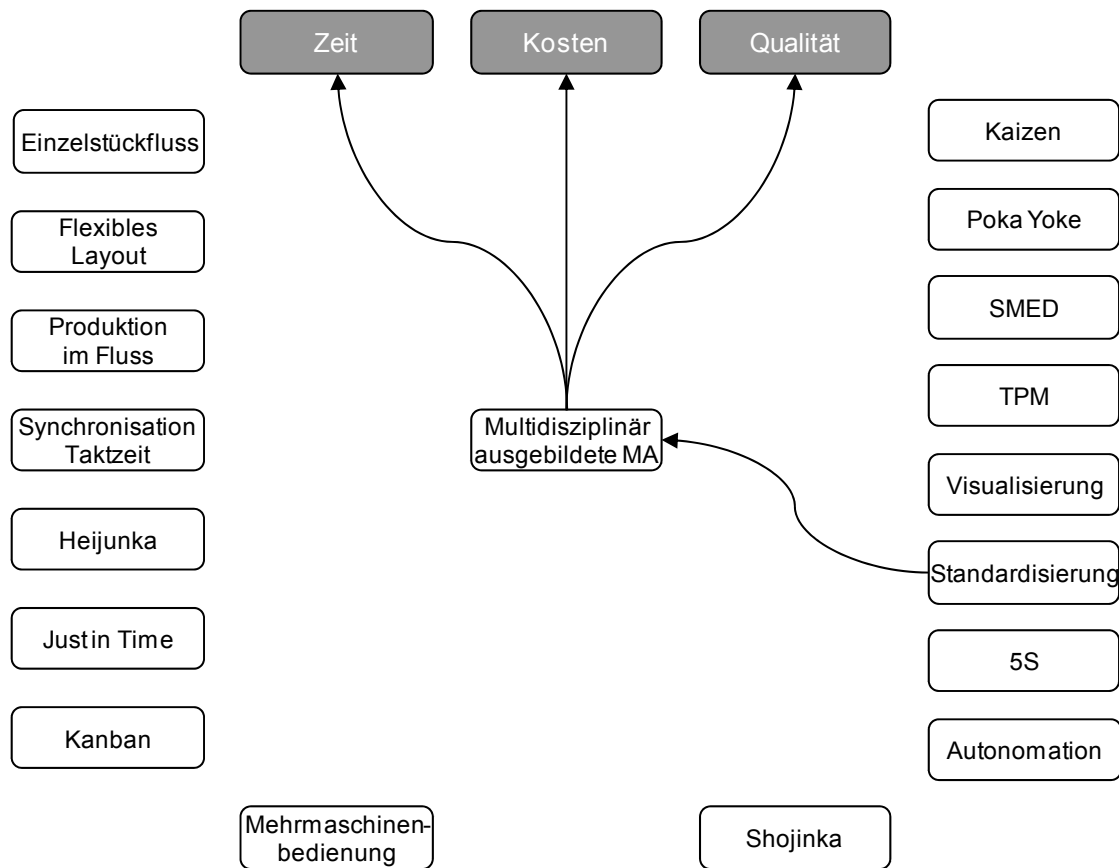 Zeit
Kosten
Qualität
Einzelstückfluss
Flexibles
Layout
Produktion
im Fluss
Synchronisation
Taktzeit
Heijunka
Just in Time
Kanban
Multidisziplinär
ausgebildete MA
Kaizen
Poka Yoke
SMED
TPM
Visualisierung
Standardisierung
5S
Autonomation
Mehrmaschinen-
bedienung
Shojinka